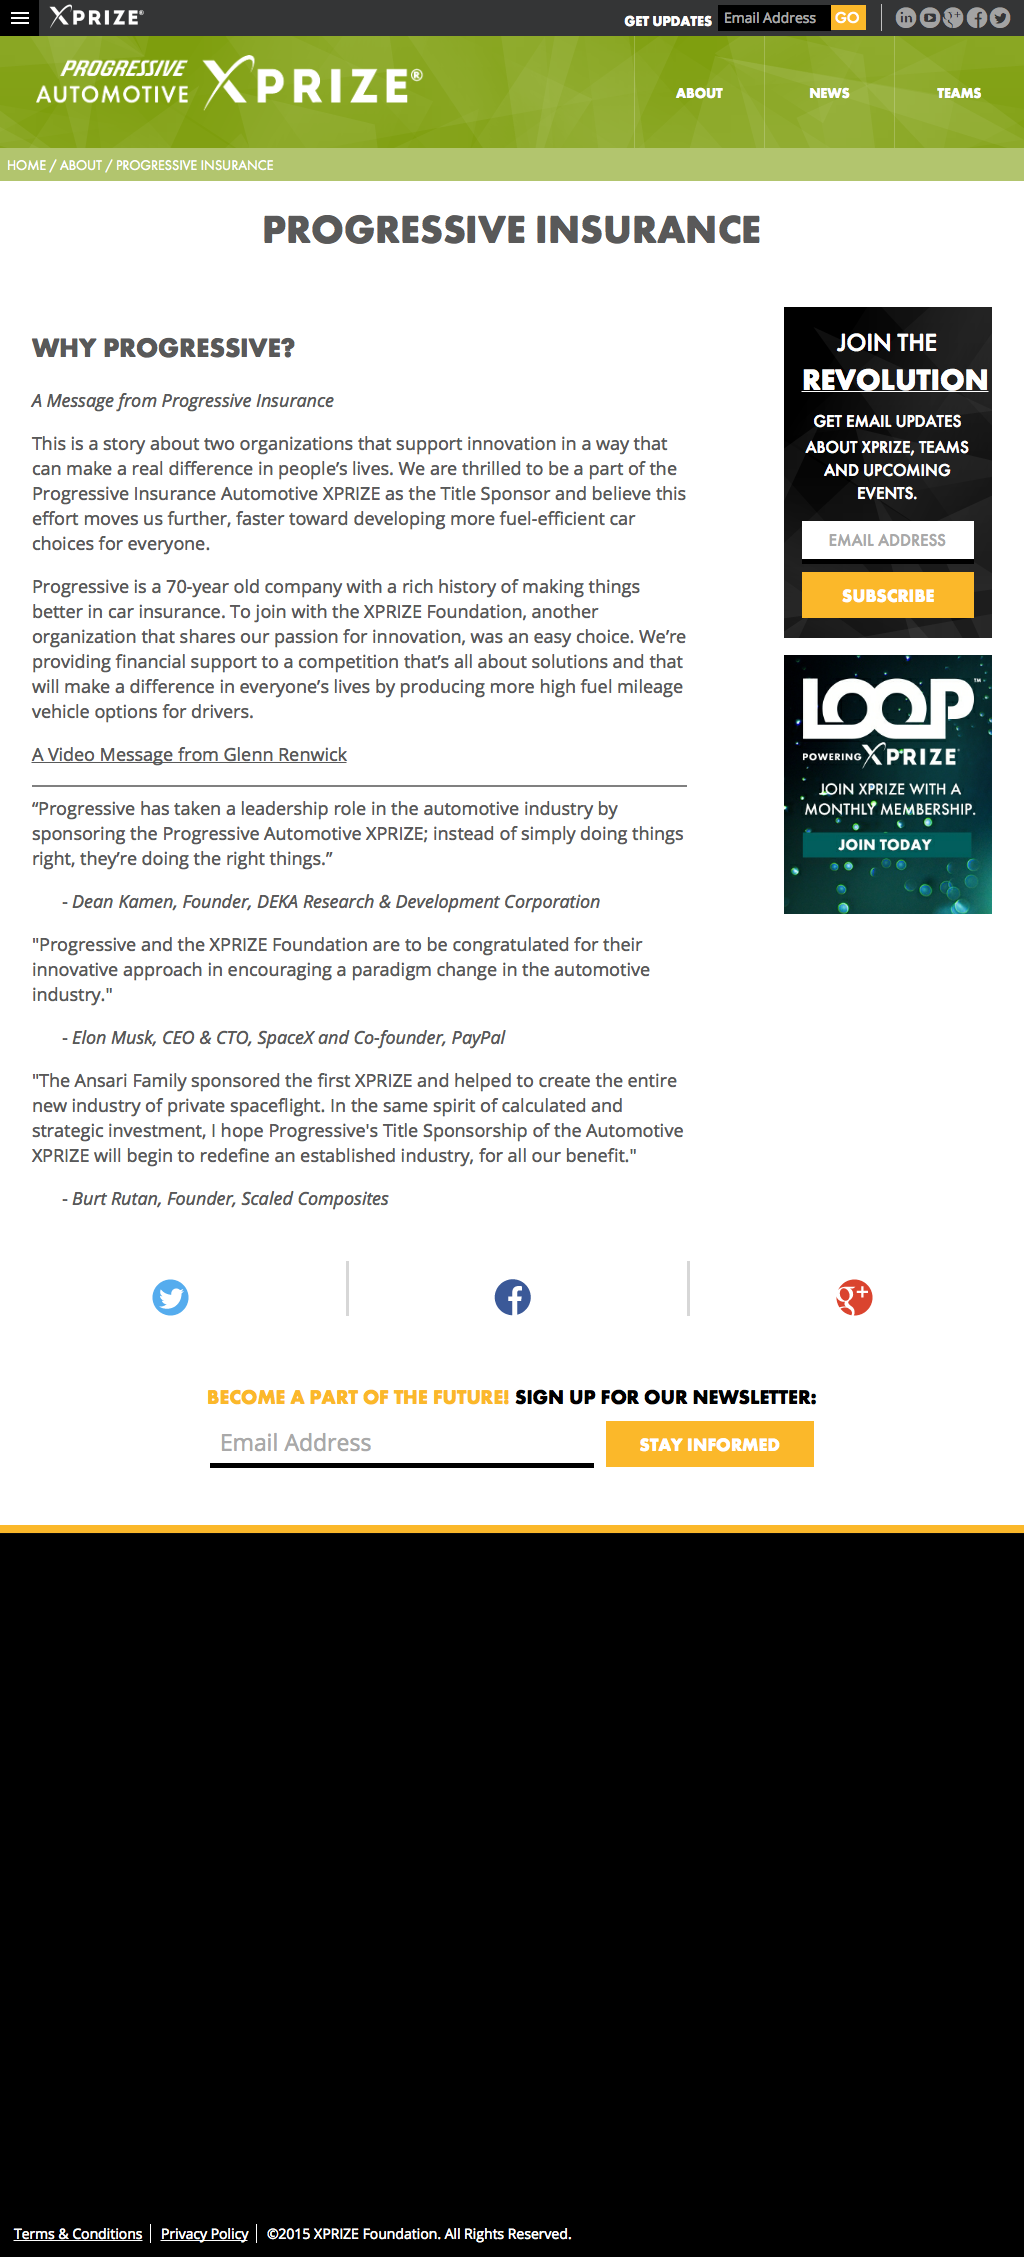 XPRIZE®
GET UPDATES Email Address GO
PROGRESSIVE
AUTOMOTIVE XPRIZE®
ABOUT NEWS TEAMS
HOME / ABOUT / PROGRESSIVE INSURANCE
PROGRESSIVE INSURANCE
WHY PROGRESSIVE?
A Message from Progressive Insurance
This is a story about two organizations that support innovation in a way that
can make a real difference in people’s lives. We are thrilled to be a part of the
Progressive Insurance Automotive XPRIZE as the Title Sponsor and believe this
effort moves us further, faster toward developing more fuel-efficient car
choices for everyone.
Progressive is a 70-year old company with a rich history of making things
better in car insurance. To join with the XPRIZE Foundation, another
organization that shares our passion for innovation, was an easy choice. We’re
providing financial support to a competition that’s all about solutions and that
will make a difference in everyone’s lives by producing more high fuel mileage
vehicle options for drivers.
A Video Message from Glenn Renwick
“Progressive has taken a leadership role in the automotive industry by
sponsoring the Progressive Automotive XPRIZE; instead of simply doing things
right, they’re doing the right things.”
- Dean Kamen, Founder, DEKA Research & Development Corporation
"Progressive and the XPRIZE Foundation are to be congratulated for their
innovative approach in encouraging a paradigm change in the automotive
industry."
- Elon Musk, CEO & CTO, SpaceX and Co-founder, PayPal
"The Ansari Family sponsored the first XPRIZE and helped to create the entire
new industry of private spaceflight. In the same spirit of calculated and
strategic investment, I hope Progressive's Title Sponsorship of the Automotive
XPRIZE will begin to redefine an established industry, for all our benefit."
- Burt Rutan, Founder, Scaled Composites
JOIN THE
REVOLUTION
GET EMAIL UPDATES
ABOUT XPRIZE, TEAMS
AND UPCOMING
EVENTS.
EMAIL ADDRESS
SUBSCRIBE
LOOP™
POWERING XPRIZE
JOIN XPRIZE WITH A
MONTHLY MEMBERSHIP.
JOIN TODAY
BECOME A PART OF THE FUTURE! SIGN UP FOR OUR NEWSLETTER:
Email Address STAY INFORMED
Terms & Conditions Privacy Policy ©2015 XPRIZE Foundation. All Rights Reserved.